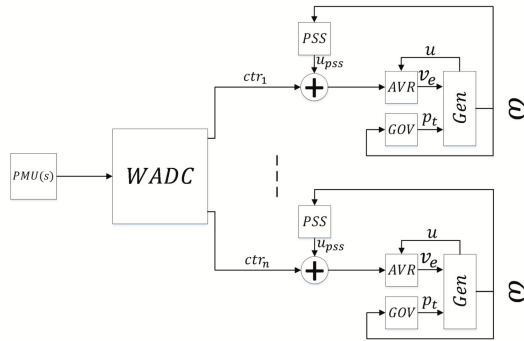 PSS
u_pss
u
ctr_1
AVR
v_e
Gen
ω
GOV
p_t
PMU(s)
WADC
PSS
u_pss
u
ctr_n
AVR
v_e
Gen
ω
GOV
p_t